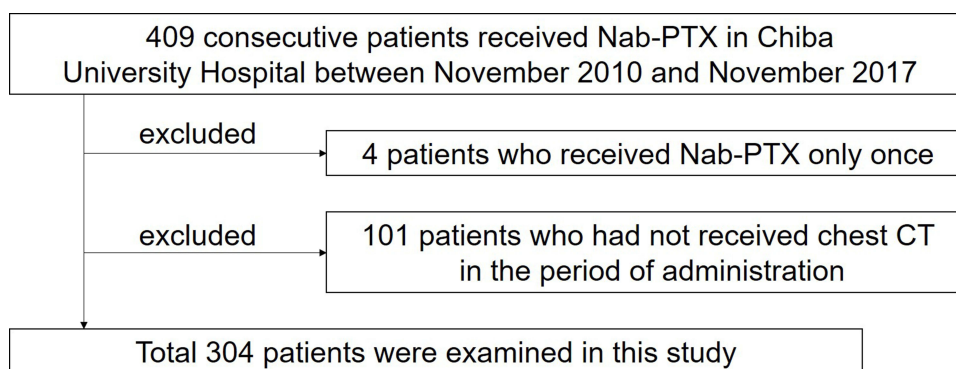 409 consecutive patients received Nab-PTX in Chiba
University Hospital between November 2010 and November 2017
excluded
4 patients who received Nab-PTX only once
excluded
101 patients who had not received chest CT
in the period of administration
Total 304 patients were examined in this study